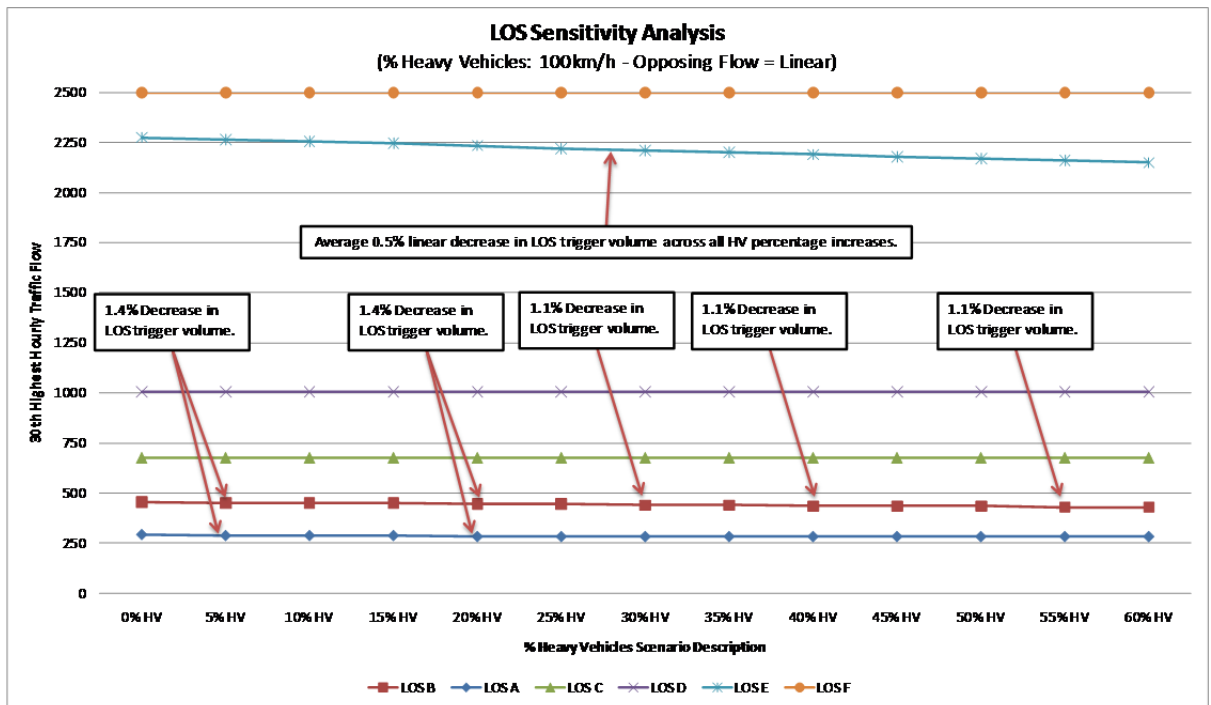 LOS Sensitivity Analysis
(% Heavy Vehicles: 100km/h - Opposing Flow = Linear)
2500
2250
2000
1750
1500
1250
1000
750
500
250
0
30th Highest Hourly Traffic Flow
Average 0.5% linear decrease in LOS trigger volume across all HV percentage increases.
1.4% Decrease in
LOS trigger volume.
1.4% Decrease in
LOS trigger volume.
1.1% Decrease in
LOS trigger volume.
1.1% Decrease in
LOS trigger volume.
1.1% Decrease in
LOS trigger volume.
0% HV 5% HV 10% HV 15% HV 20% HV 25% HV 30% HV 35% HV 40% HV 45% HV 50% HV 55% HV 60% HV
% Heavy Vehicles Scenario Description
LOS B LOS A LOS C LOS D LOS E LOS F